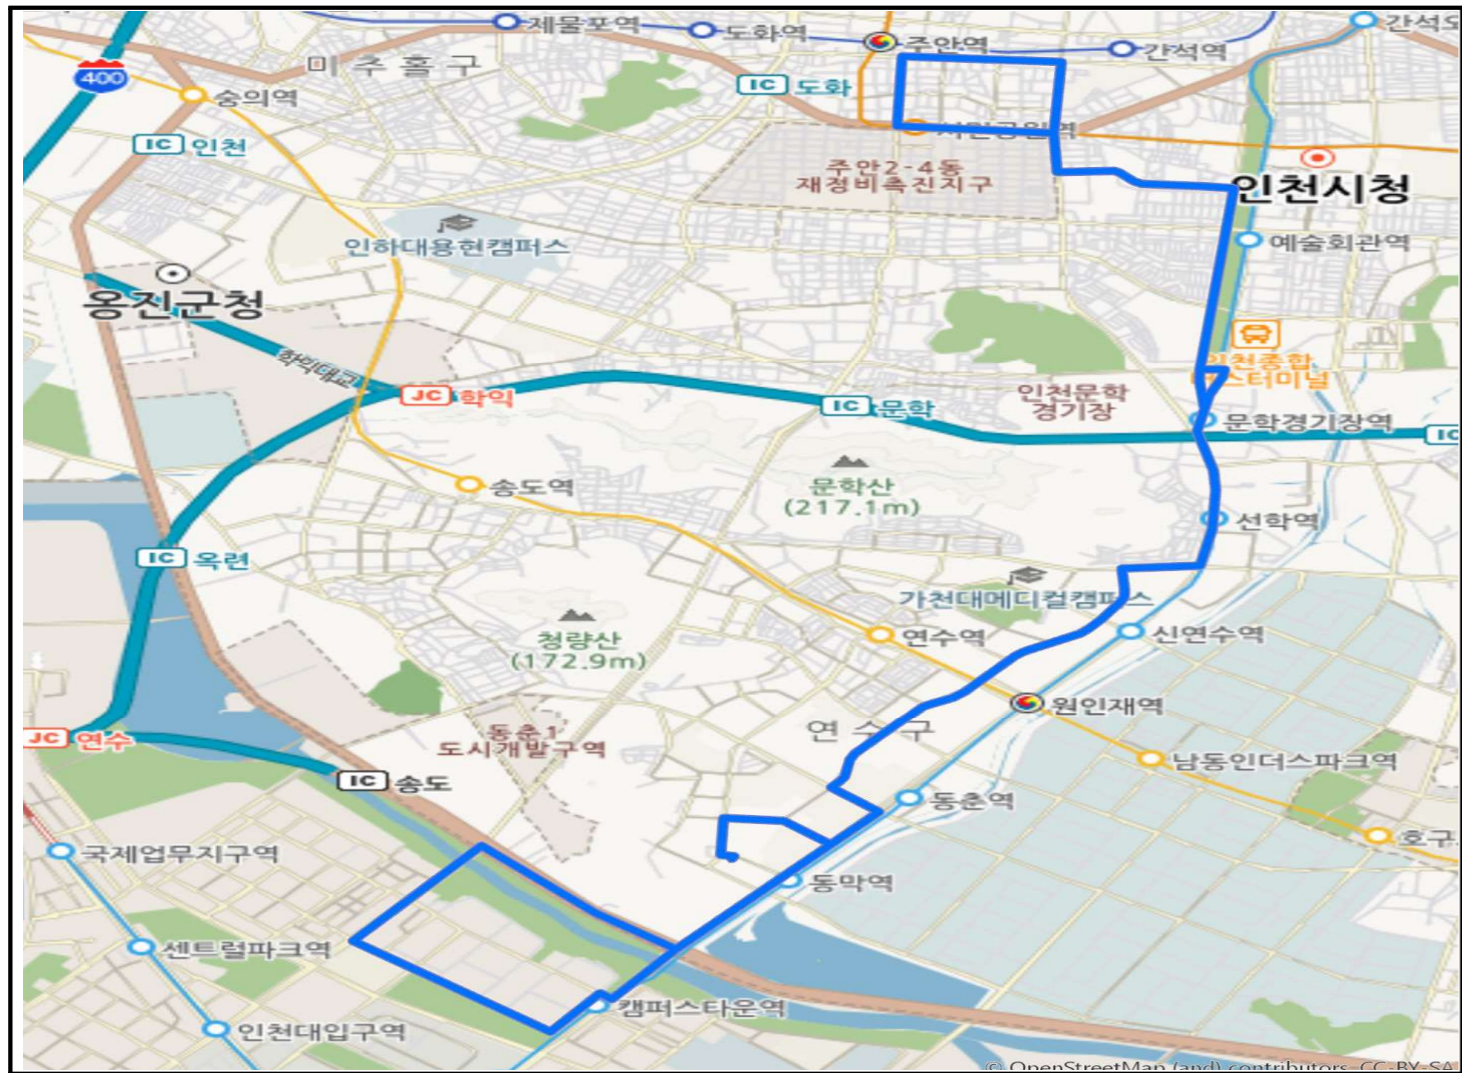 제물포역
도화역
주안역
간석역
간석오
400
미추홀구
숭의역
IC 도화
IC 인천
시민공원역
주안2-4동
재정비촉진지구
인천시청
인하대용현캠퍼스
예술회관역
옹진군청
학익대교
인천종합
버스터미널
JC 학익
IC 문학
인천문학
경기장
문학경기장역
IC
송도역
문학산
(217.1m)
선학역
IC 옥련
가천대메디컬캠퍼스
청량산
(172.9m)
연수역
신연수역
원인재역
연수구
JC 연수
동춘1
도시개발구역
남동인더스파크역
IC 송도
동춘역
호구
국제업무지구역
동막역
센트럴파크역
캠퍼스타운역
인천대입구역
© OpenStreetMap (and) contributors, CC-BY-SA